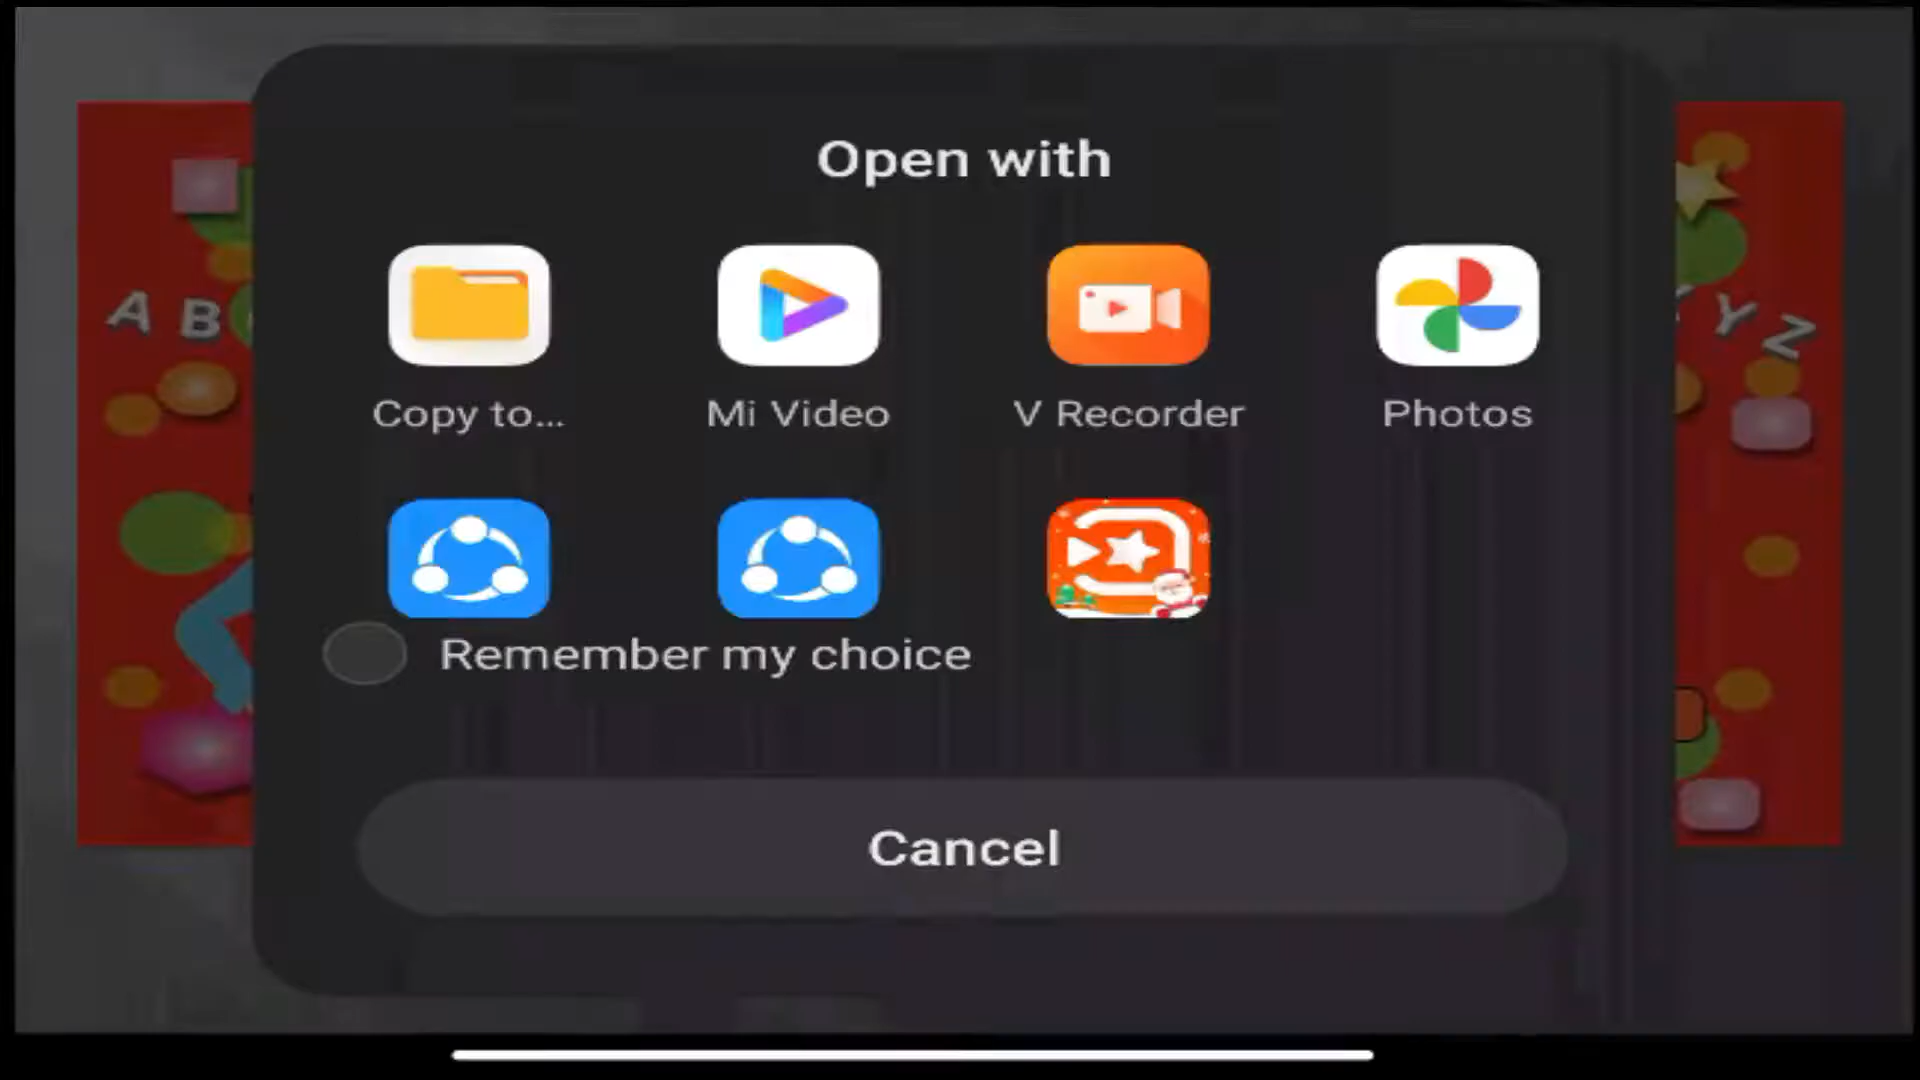 Open with
A B
Y Z
Copy to...
Mi Video
V Recorder
Photos
Remember my choice
Cancel